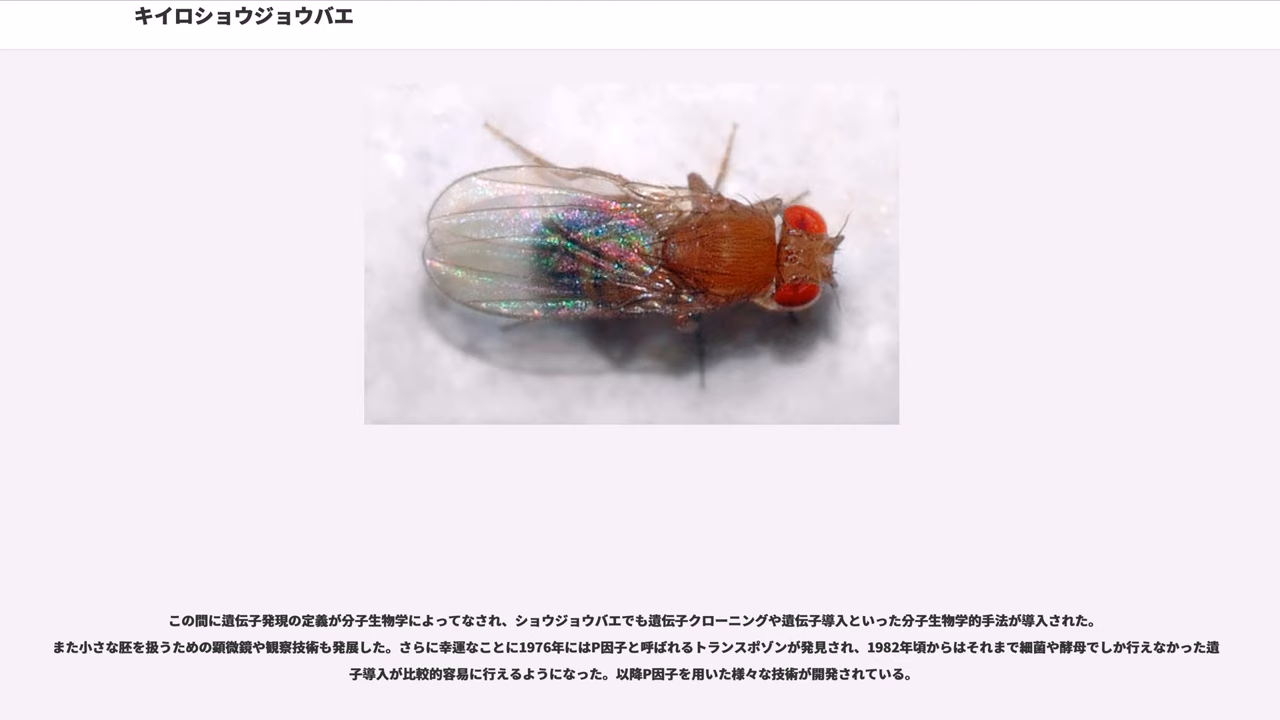 キイロショウジョウバエ
この間に遺伝子発現の定義が分子生物学によってなされ、ショウジョウバエでも遺伝子クローニングや遺伝子導入といった分子生物学的手法が導入された。
また小さな胚を扱うための顕微鏡や観察技術も発展した。さらに幸運なことに1976年にはP因子と呼ばれるトランスポゾンが発見され、1982年頃からはそれまで細菌や酵母でしか行えなかった遺
子導入が比較的容易に行えるようになった。以降P因子を用いた様々な技術が開発されている。